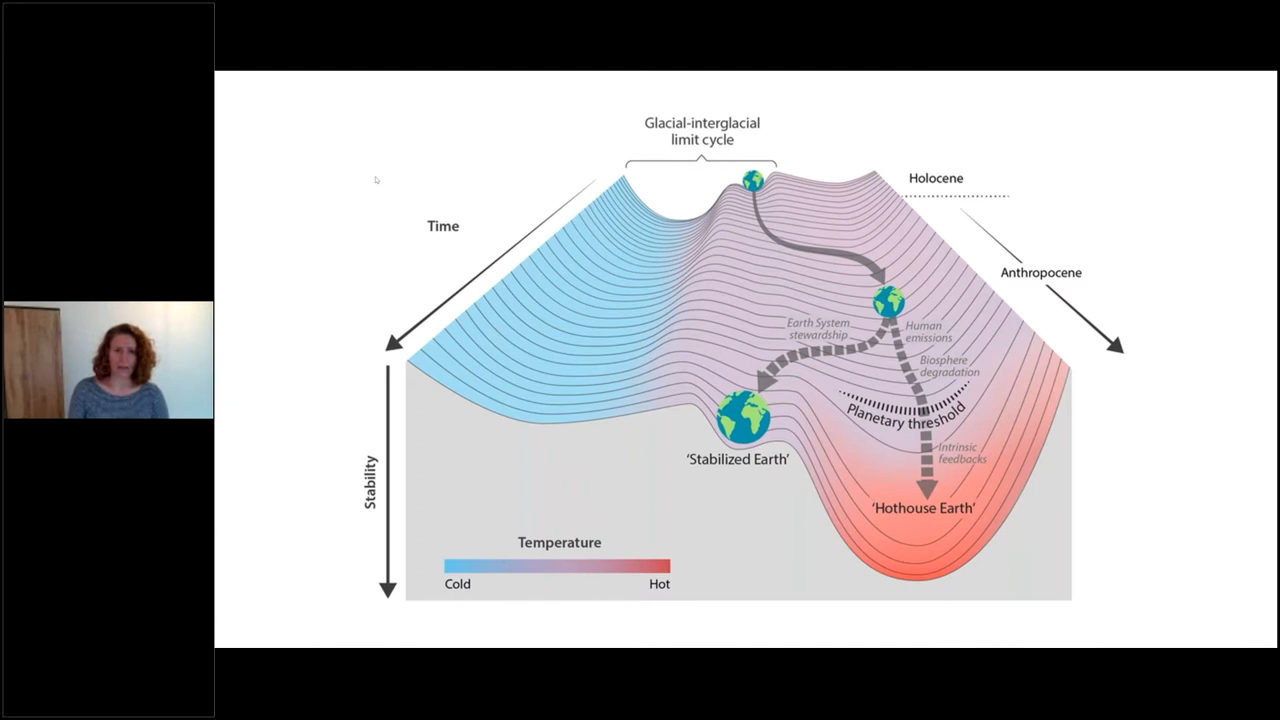 Glacial-interglacial
limit cycle
Holocene
Time
Anthropocene
Earth System
stewardship
Human
emissions
Biosphere
degradation
Planetary threshold
'Stabilized Earth'
Intrinsic
feedbacks
Stability
'Hothouse Earth'
Temperature
Cold
Hot